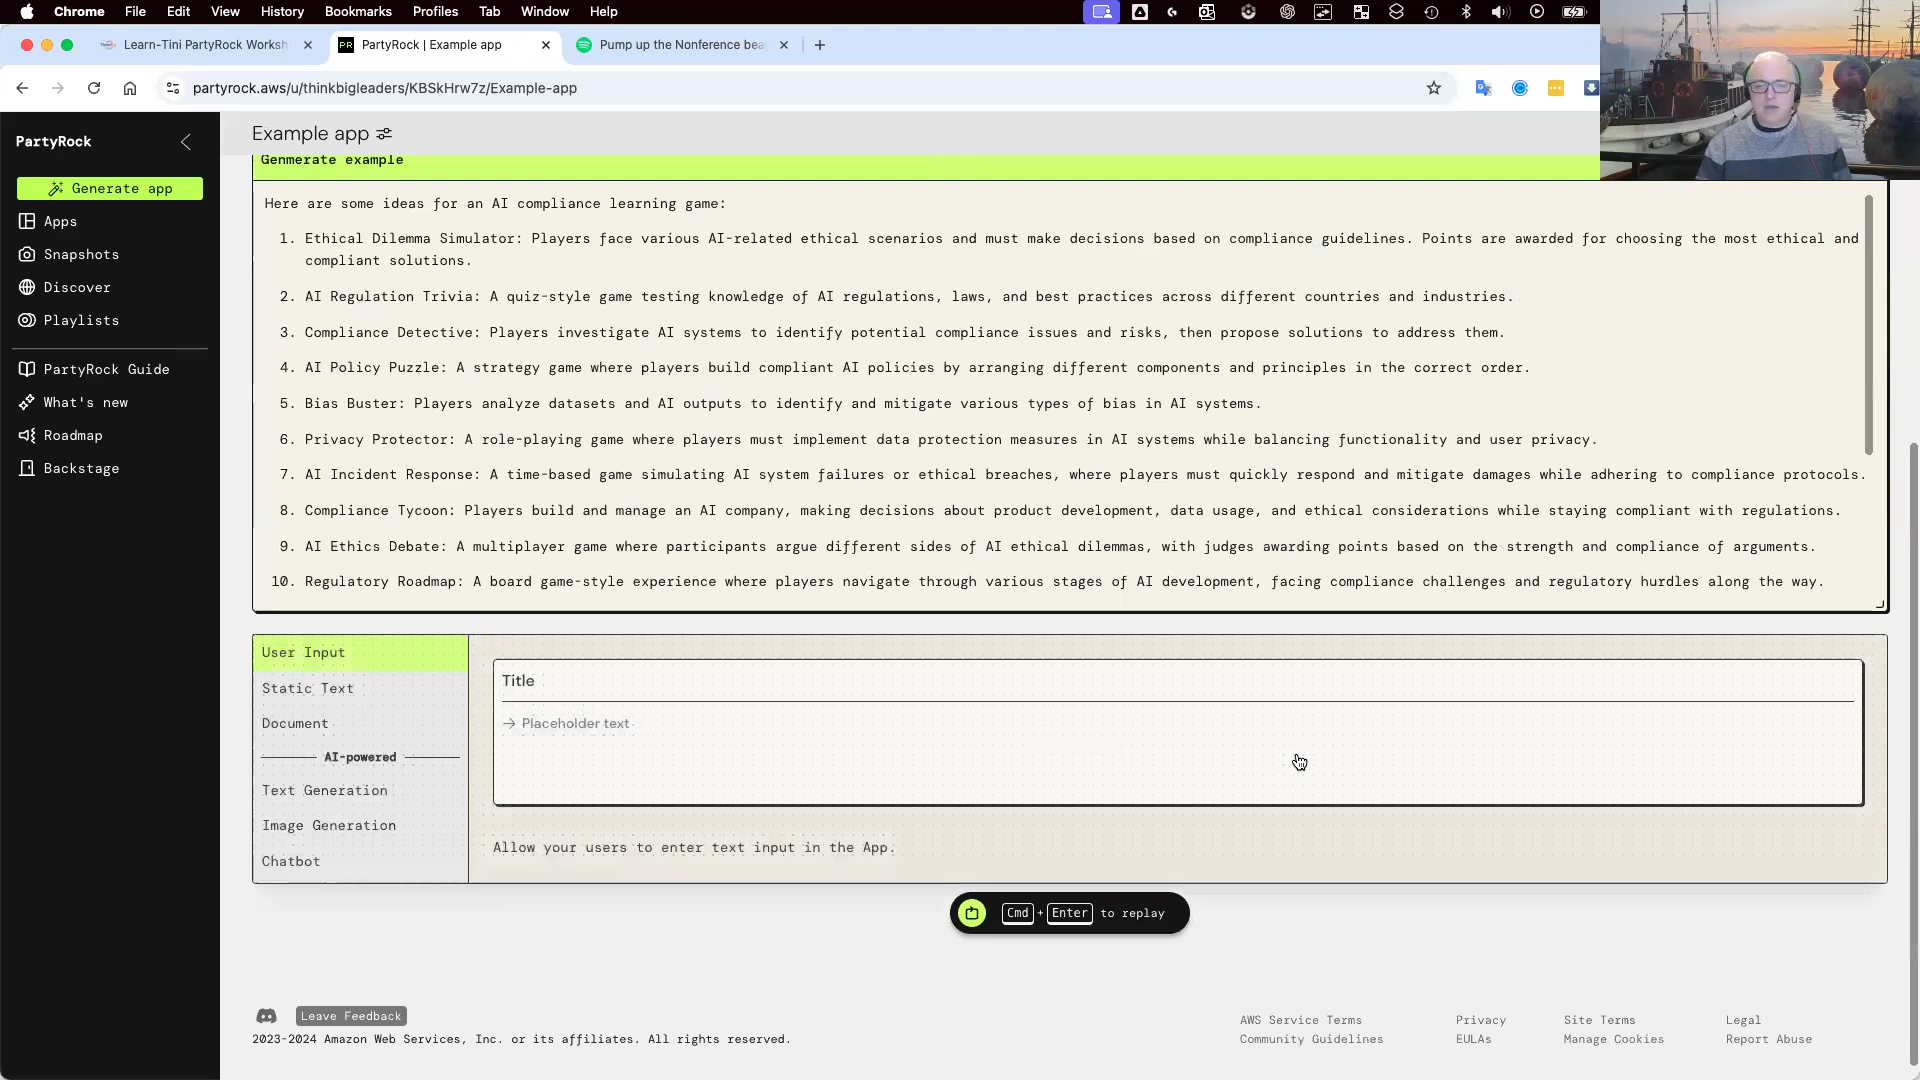 Chrome File Edit View History Bookmarks Profiles Tab Window Help
Learn-Tini PartyRock Worksh
PR PartyRock | Example app
Pump up the Nonference bea
partyrock.aws/u/thinkbigleaders/KBSkHrw7z/Example-app
PartyRock
Generate app
Apps
Snapshots
Discover
Playlists
PartyRock Guide
What's new
Roadmap
Backstage
Example app
Genmerate example
Here are some ideas for an AI compliance learning game:
1. Ethical Dilemma Simulator: Players face various AI-related ethical scenarios and must make decisions based on compliance guidelines. Points are awarded for choosing the most ethical and
compliant solutions.
2. AI Regulation Trivia: A quiz-style game testing knowledge of AI regulations, laws, and best practices across different countries and industries.
3. Compliance Detective: Players investigate AI systems to identify potential compliance issues and risks, then propose solutions to address them.
4. AI Policy Puzzle: A strategy game where players build compliant AI policies by arranging different components and principles in the correct order.
5. Bias Buster: Players analyze datasets and AI outputs to identify and mitigate various types of bias in AI systems.
6. Privacy Protector: A role-playing game where players must implement data protection measures in AI systems while balancing functionality and user privacy.
7. AI Incident Response: A time-based game simulating AI system failures or ethical breaches, where players must quickly respond and mitigate damages while adhering to compliance protocols.
8. Compliance Tycoon: Players build and manage an AI company, making decisions about product development, data usage, and ethical considerations while staying compliant with regulations.
9. AI Ethics Debate: A multiplayer game where participants argue different sides of AI ethical dilemmas, with judges awarding points based on the strength and compliance of arguments.
10. Regulatory Roadmap: A board game-style experience where players navigate through various stages of AI development, facing compliance challenges and regulatory hurdles along the way.
User Input
Static Text
Document
AI-powered
Text Generation
Image Generation
Chatbot
Title
Placeholder text
Allow your users to enter text input in the App.
Cmd + Enter to replay
Leave Feedback
2023-2024 Amazon Web Services, Inc. or its affiliates. All rights reserved.
AWS Service Terms Privacy Site Terms Legal
Community Guidelines EULAs Manage Cookies Report Abuse